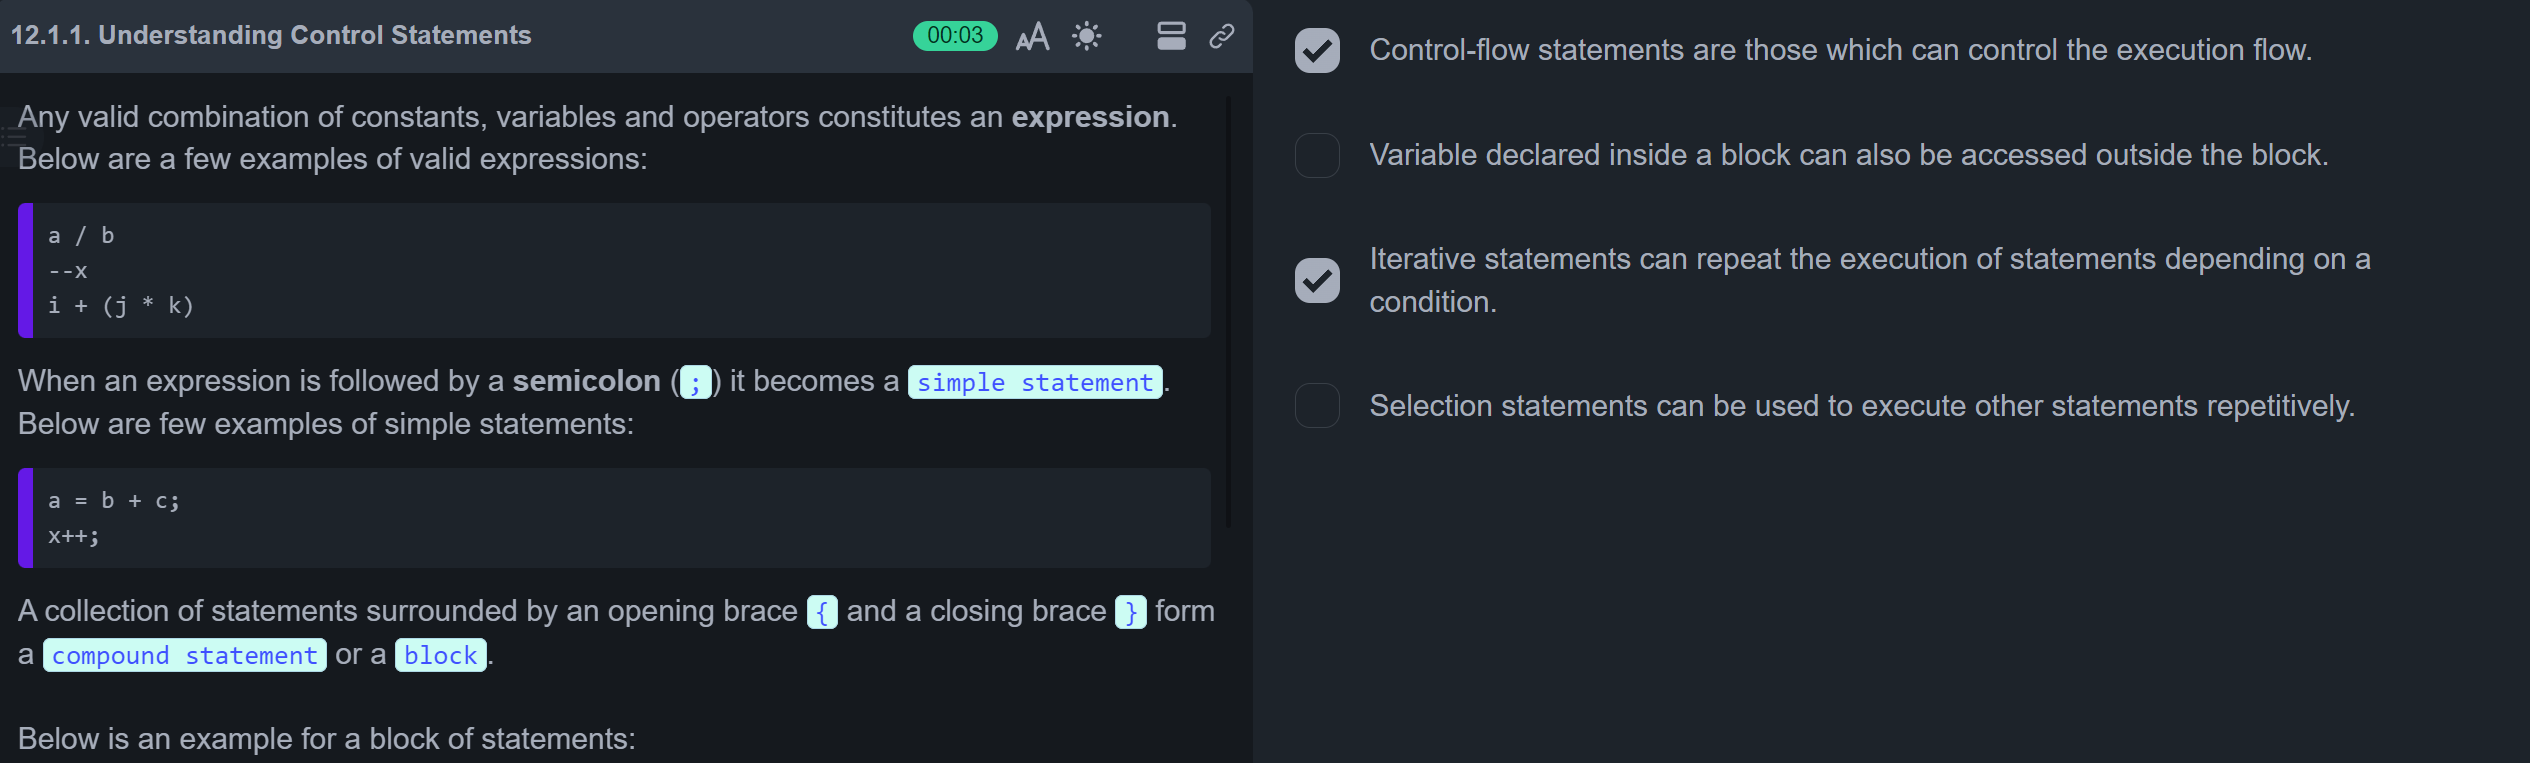 12.1.1. Understanding Control Statements
00:03
Any valid combination of constants, variables and operators constitutes an expression.
Below are a few examples of valid expressions:
a / b
--x
i + (j * k)
When an expression is followed by a semicolon (;) it becomes a simple statement.
Below are few examples of simple statements:
a = b + c;
x++;
A collection of statements surrounded by an opening brace { and a closing brace } form
a compound statement or a block.
Below is an example for a block of statements:
Control-flow statements are those which can control the execution flow.
Variable declared inside a block can also be accessed outside the block.
Iterative statements can repeat the execution of statements depending on a
condition.
Selection statements can be used to execute other statements repetitively.